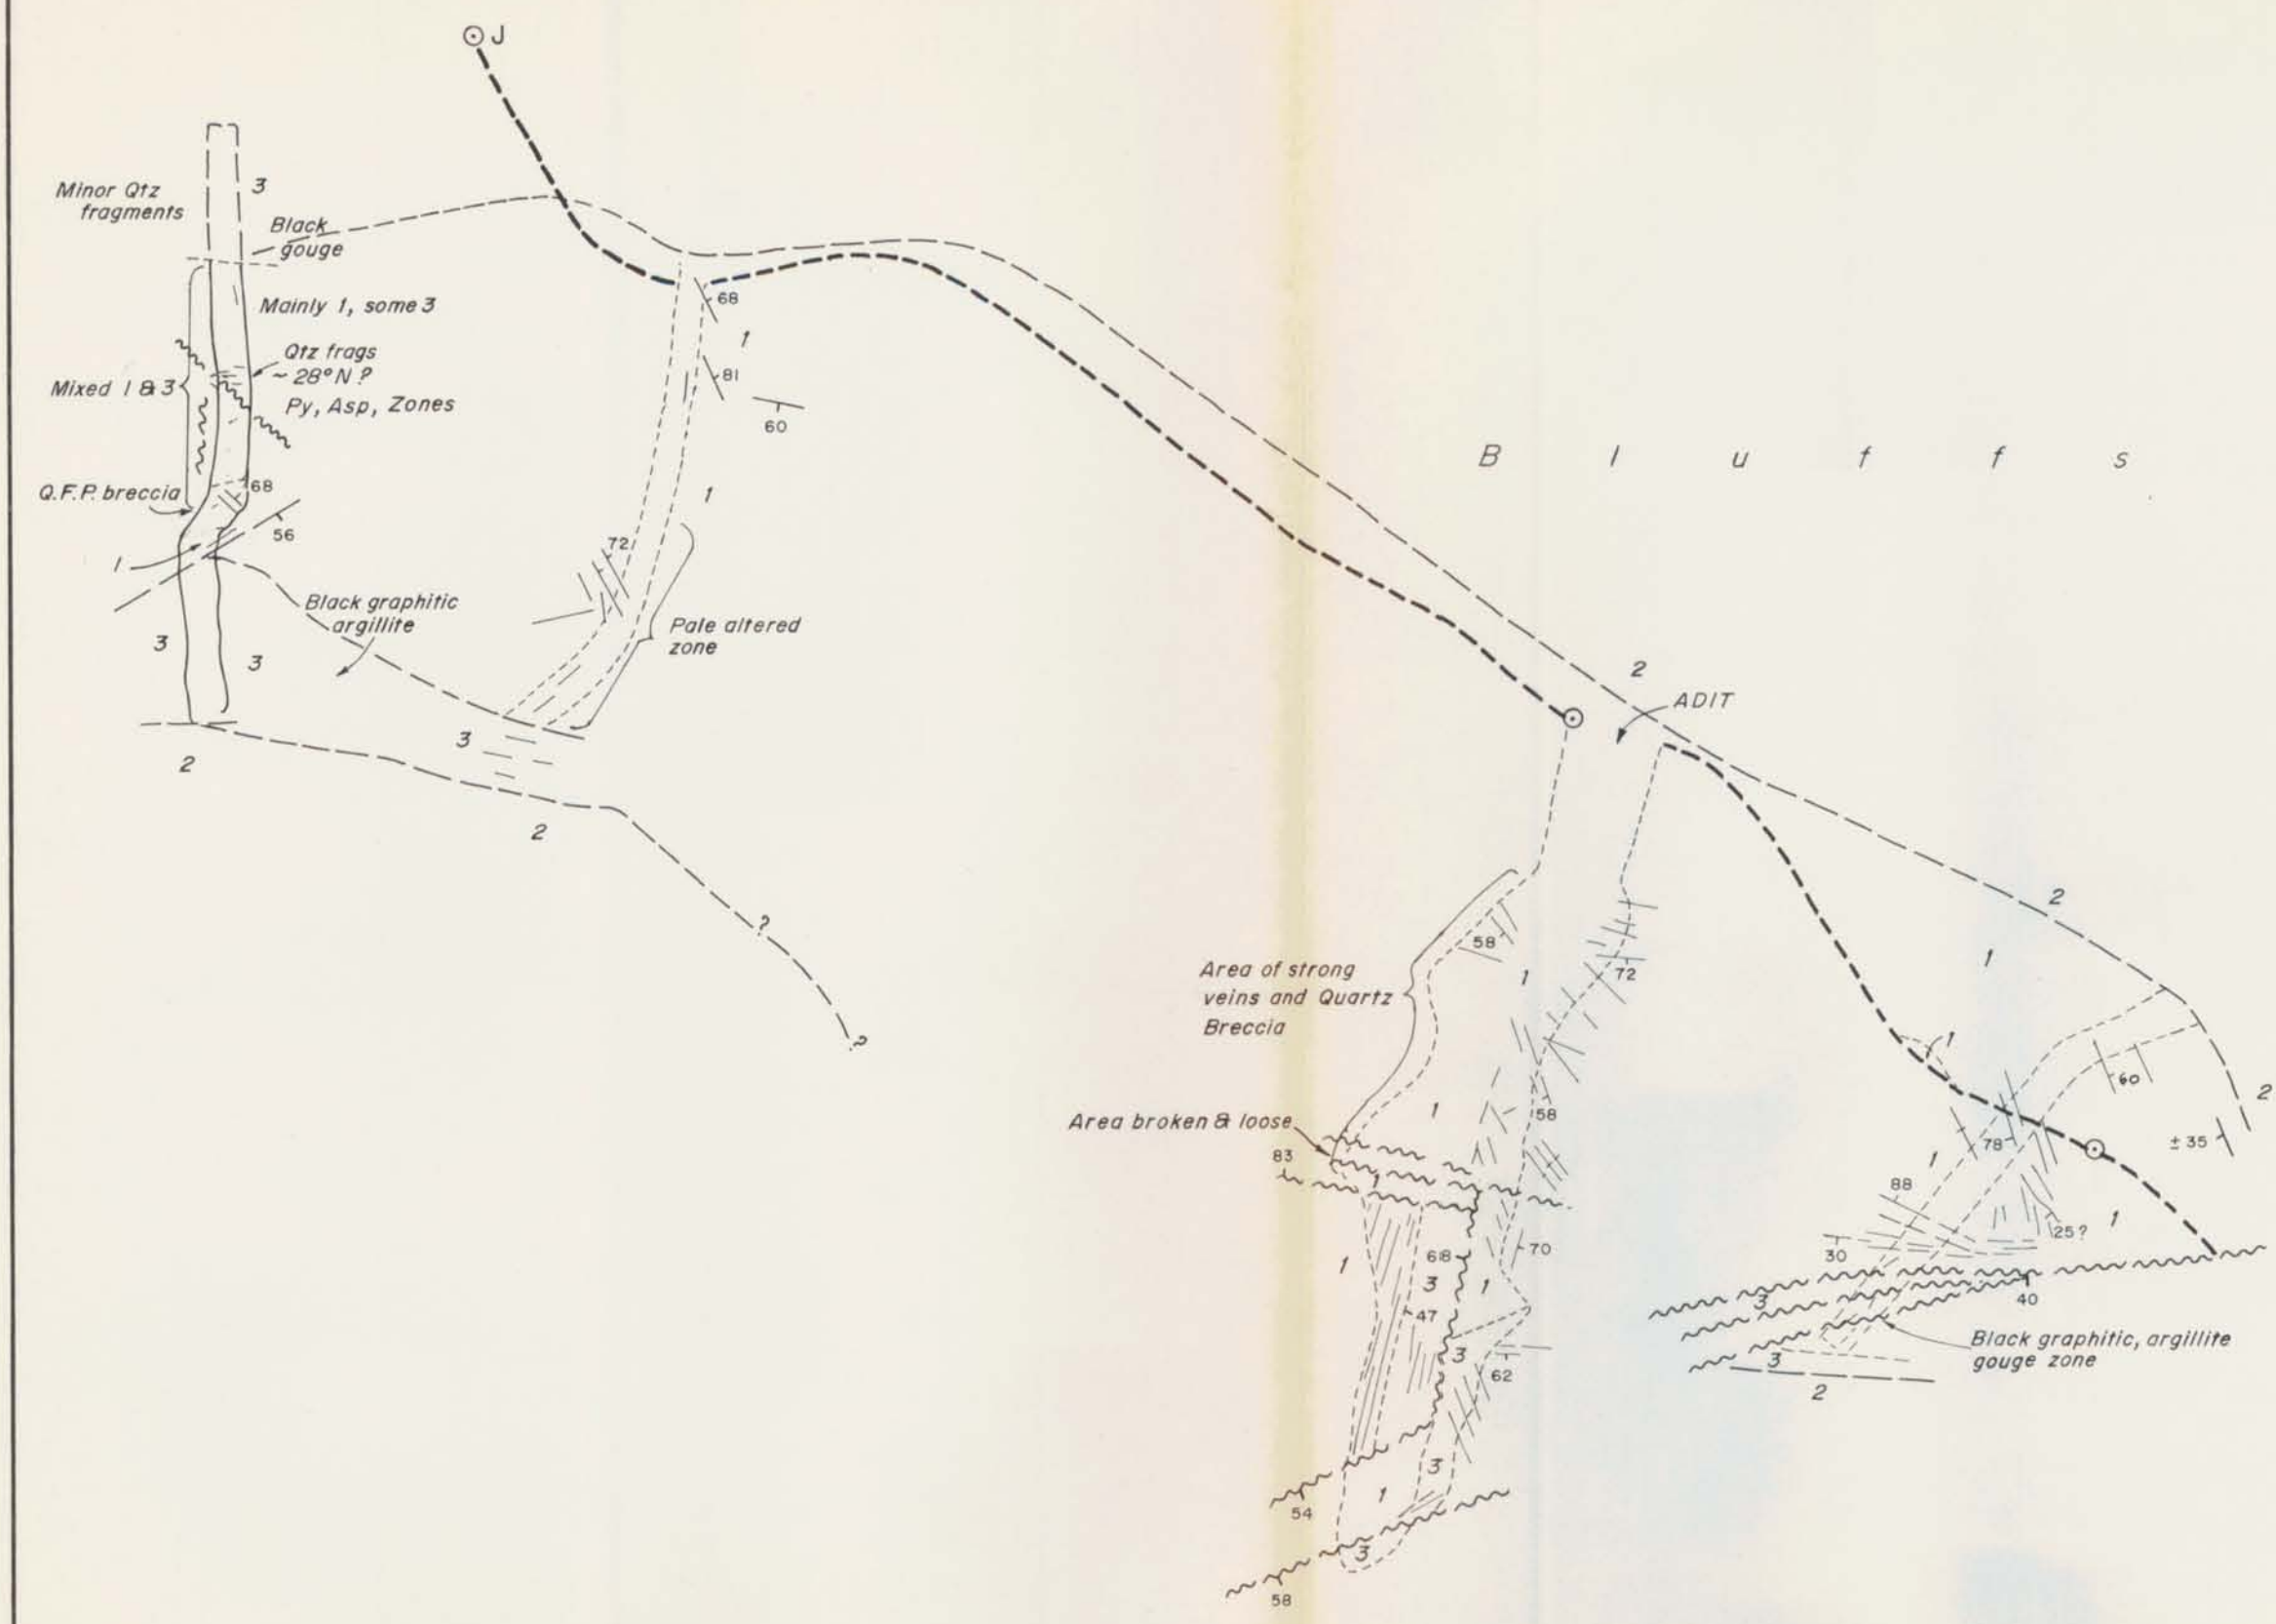 J
3
Minor Qtz
fragments
Black
gouge
68
Mainly 1, some 3
1
Qtz frags
~ 28° N ?
81
Mixed 1 & 3
Py, Asp, Zones
60
B l u f f s
Q.F.P. breccia
68
1
56
72
1
Black graphitic
argillite
Pale altered
zone
3
3
2
ADIT
3
2
2
2
?
58
1
Area of strong
veins and Quartz
Breccia
72
1
?
1
60
2
1
58
Area broken & loose
83
78
± 35
1
1
88
25?
1
1
68
70
30
3
1
3
40
47
Black graphitic, argillite
gouge zone
3
3
62
2
3
1
54
3
58